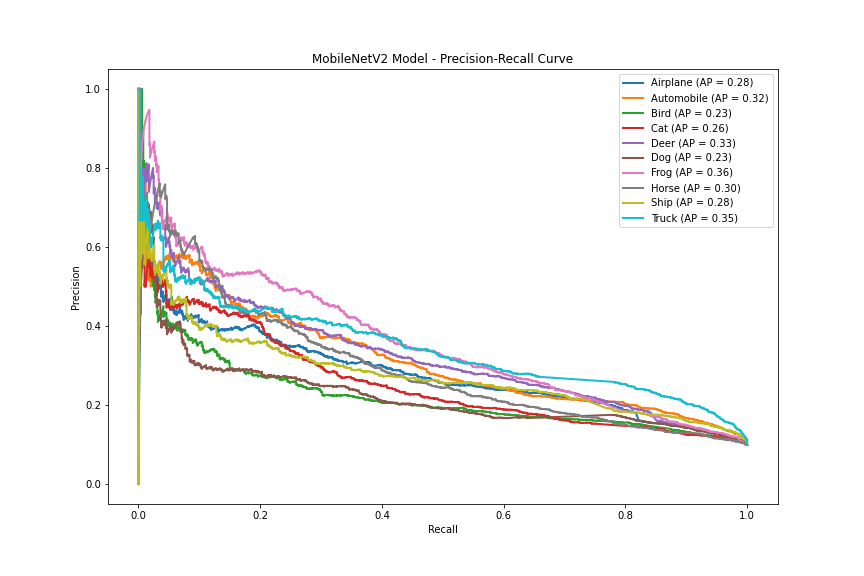 MobileNetV2 Model - Precision-Recall Curve
1.0
0.8
0.6
0.4
0.2
0.0
Precision
Airplane (AP = 0.28)
Automobile (AP = 0.32)
Bird (AP = 0.23)
Cat (AP = 0.26)
Deer (AP = 0.33)
Dog (AP = 0.23)
Frog (AP = 0.36)
Horse (AP = 0.30)
Ship (AP = 0.28)
Truck (AP = 0.35)
0.0 0.2 0.4 0.6 0.8 1.0
Recall